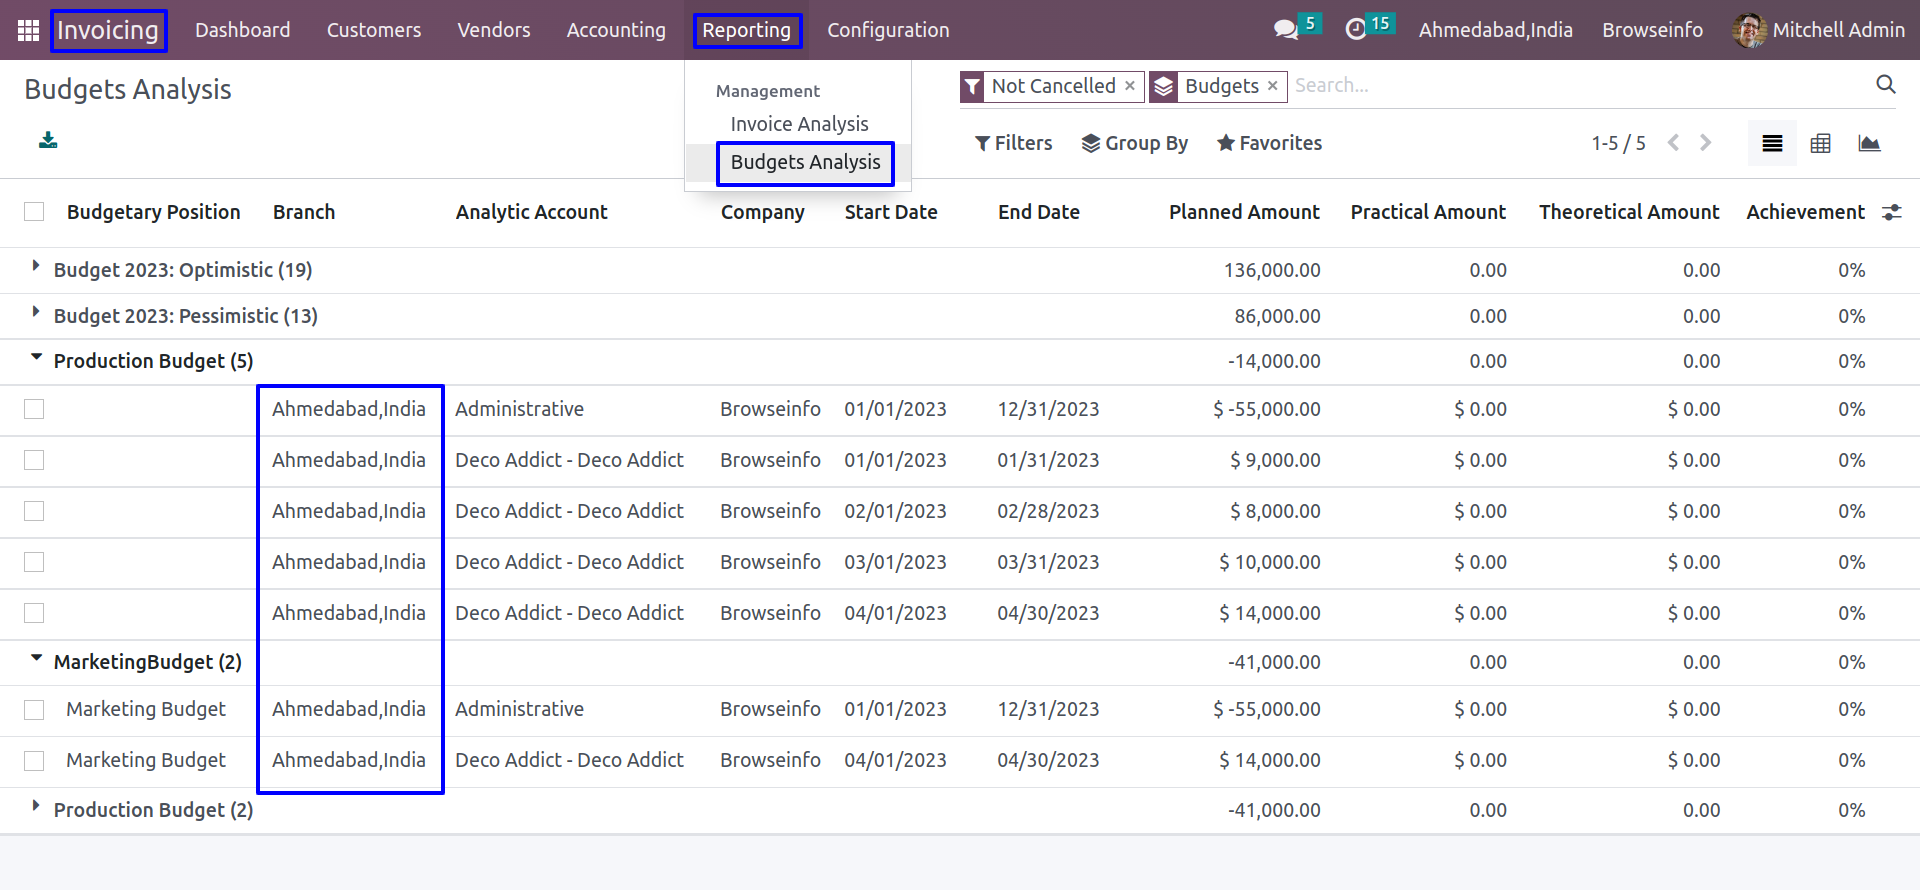 Invoicing Dashboard Customers Vendors Accounting Reporting Configuration 5 15 Ahmedabad,India Browseinfo Mitchell Admin
Budgets Analysis
Management
Invoice Analysis
Budgets Analysis
Not Cancelled × Budgets × Search...
Filters Group By Favorites 1-5 / 5
Budgetary Position Branch Analytic Account Company Start Date End Date Planned Amount Practical Amount Theoretical Amount Achievement
Budget 2023: Optimistic (19) 136,000.00 0.00 0.00 0%
Budget 2023: Pessimistic (13) 86,000.00 0.00 0.00 0%
Production Budget (5) -14,000.00 0.00 0.00 0%
Ahmedabad,India Administrative Browseinfo 01/01/2023 12/31/2023 $ -55,000.00 $ 0.00 $ 0.00 0%
Ahmedabad,India Deco Addict - Deco Addict Browseinfo 01/01/2023 01/31/2023 $ 9,000.00 $ 0.00 $ 0.00 0%
Ahmedabad,India Deco Addict - Deco Addict Browseinfo 02/01/2023 02/28/2023 $ 8,000.00 $ 0.00 $ 0.00 0%
Ahmedabad,India Deco Addict - Deco Addict Browseinfo 03/01/2023 03/31/2023 $ 10,000.00 $ 0.00 $ 0.00 0%
Ahmedabad,India Deco Addict - Deco Addict Browseinfo 04/01/2023 04/30/2023 $ 14,000.00 $ 0.00 $ 0.00 0%
MarketingBudget (2) -41,000.00 0.00 0.00 0%
Marketing Budget Ahmedabad,India Administrative Browseinfo 01/01/2023 12/31/2023 $ -55,000.00 $ 0.00 $ 0.00 0%
Marketing Budget Ahmedabad,India Deco Addict - Deco Addict Browseinfo 04/01/2023 04/30/2023 $ 14,000.00 $ 0.00 $ 0.00 0%
Production Budget (2) -41,000.00 0.00 0.00 0%